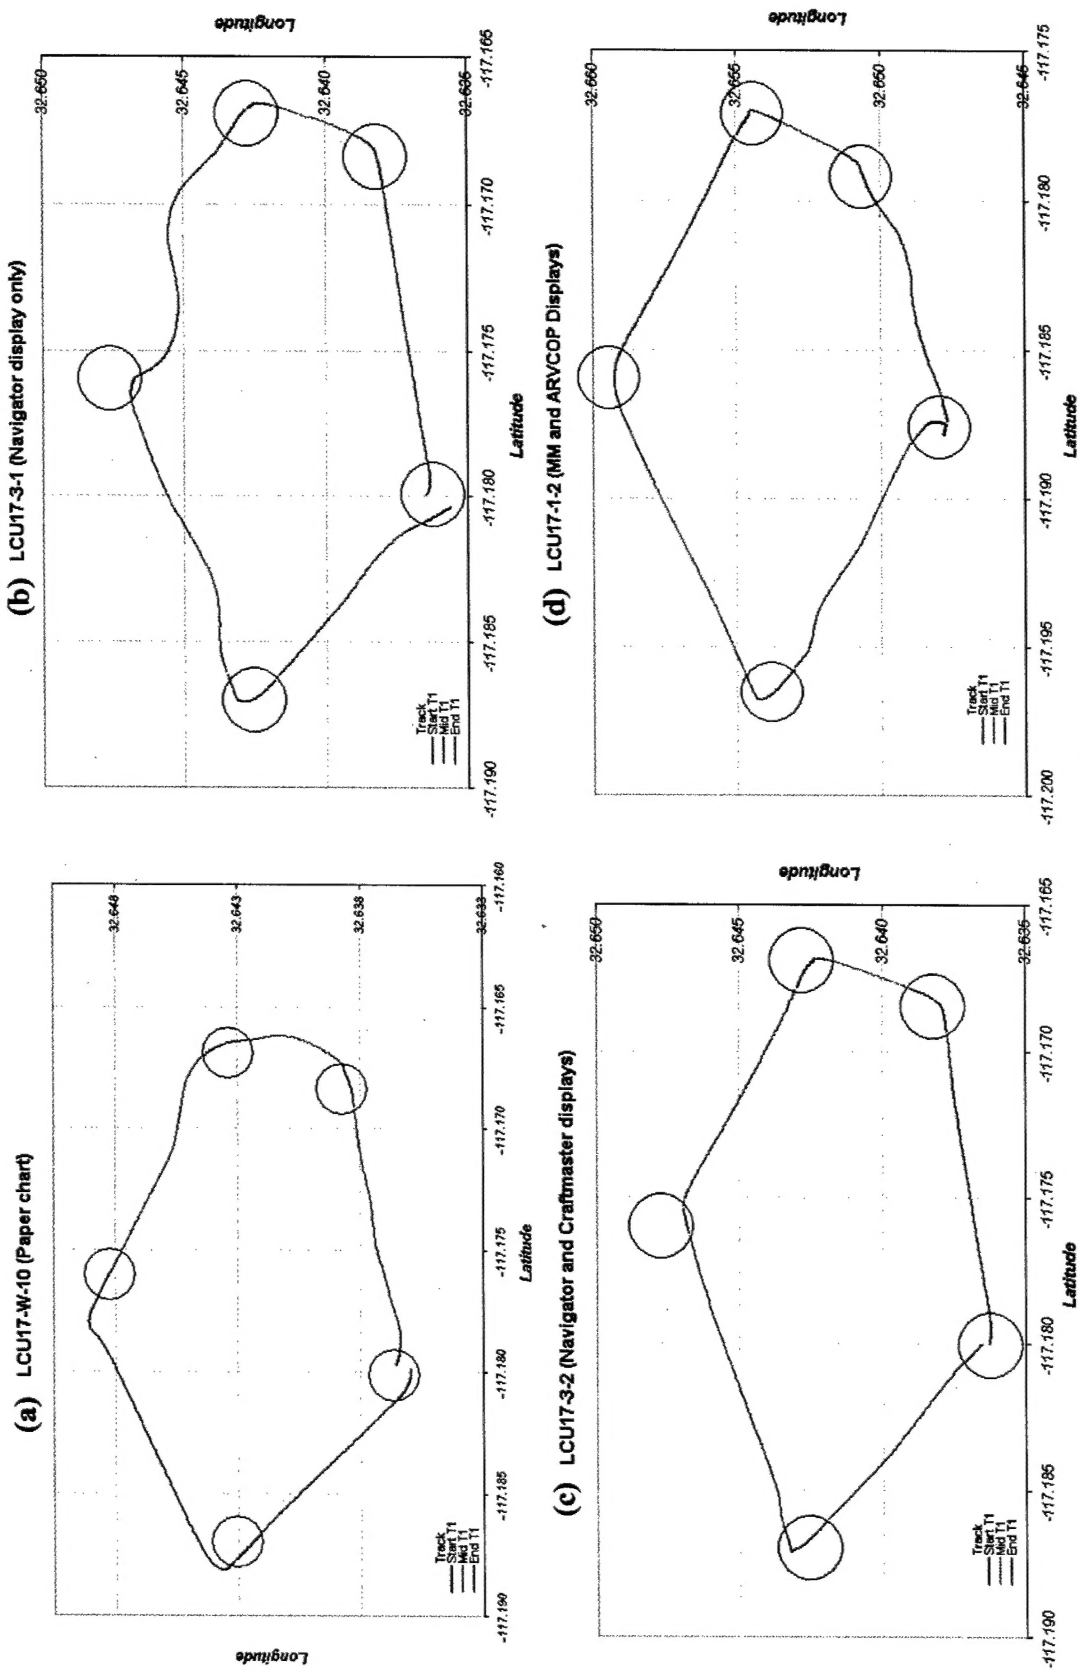 (a) LCU17-W-10 (Paper chart)
Longitude
32.648
32.643
32.638
32.633
Track
Start T1
Mid T1
End T1
-117.190 -117.185 -117.180 -117.175 -117.170 -117.165 -117.160
Latitude
(b) LCU17-3-1 (Navigator display only)
32.650
32.645
32.640
32.635
Longitude
Track
Start T1
Mid T1
End T1
-117.190 -117.185 -117.180 -117.175 -117.170 -117.165
Latitude
(c) LCU17-3-2 (Navigator and Craftmaster displays)
32.650
32.645
32.640
32.635
Longitude
Track
Start T1
Mid T1
End T1
-117.190 -117.185 -117.180 -117.175 -117.170 -117.165
Latitude
(d) LCU17-1-2 (MM and ARVCOP Displays)
32.660
32.655
32.650
32.645
Longitude
Track
Start T1
Mid T1
End T1
-117.200 -117.195 -117.190 -117.185 -117.180 -117.175
Latitude